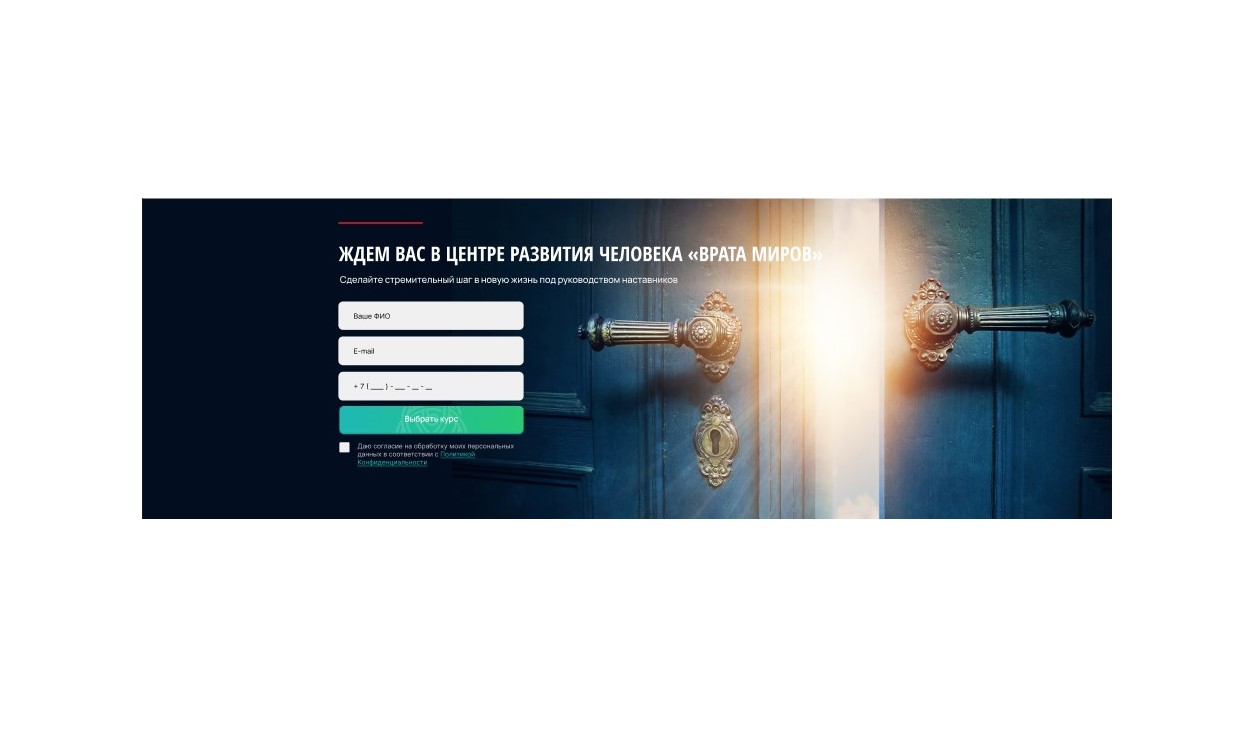 ЖДЕМ ВАС В ЦЕНТРЕ РАЗВИТИЯ ЧЕЛОВЕКА «ВРАТА МИРОВ»
Сделайте стремительный шаг в новую жизнь под руководством наставников
Ваше ФИО
E-mail
+ 7 ( ___ ) - ___ - __ - __
Выбрать курс
Даю согласие на обработку моих персональных
данных в соответствии с Политикой
Конфиденциальности